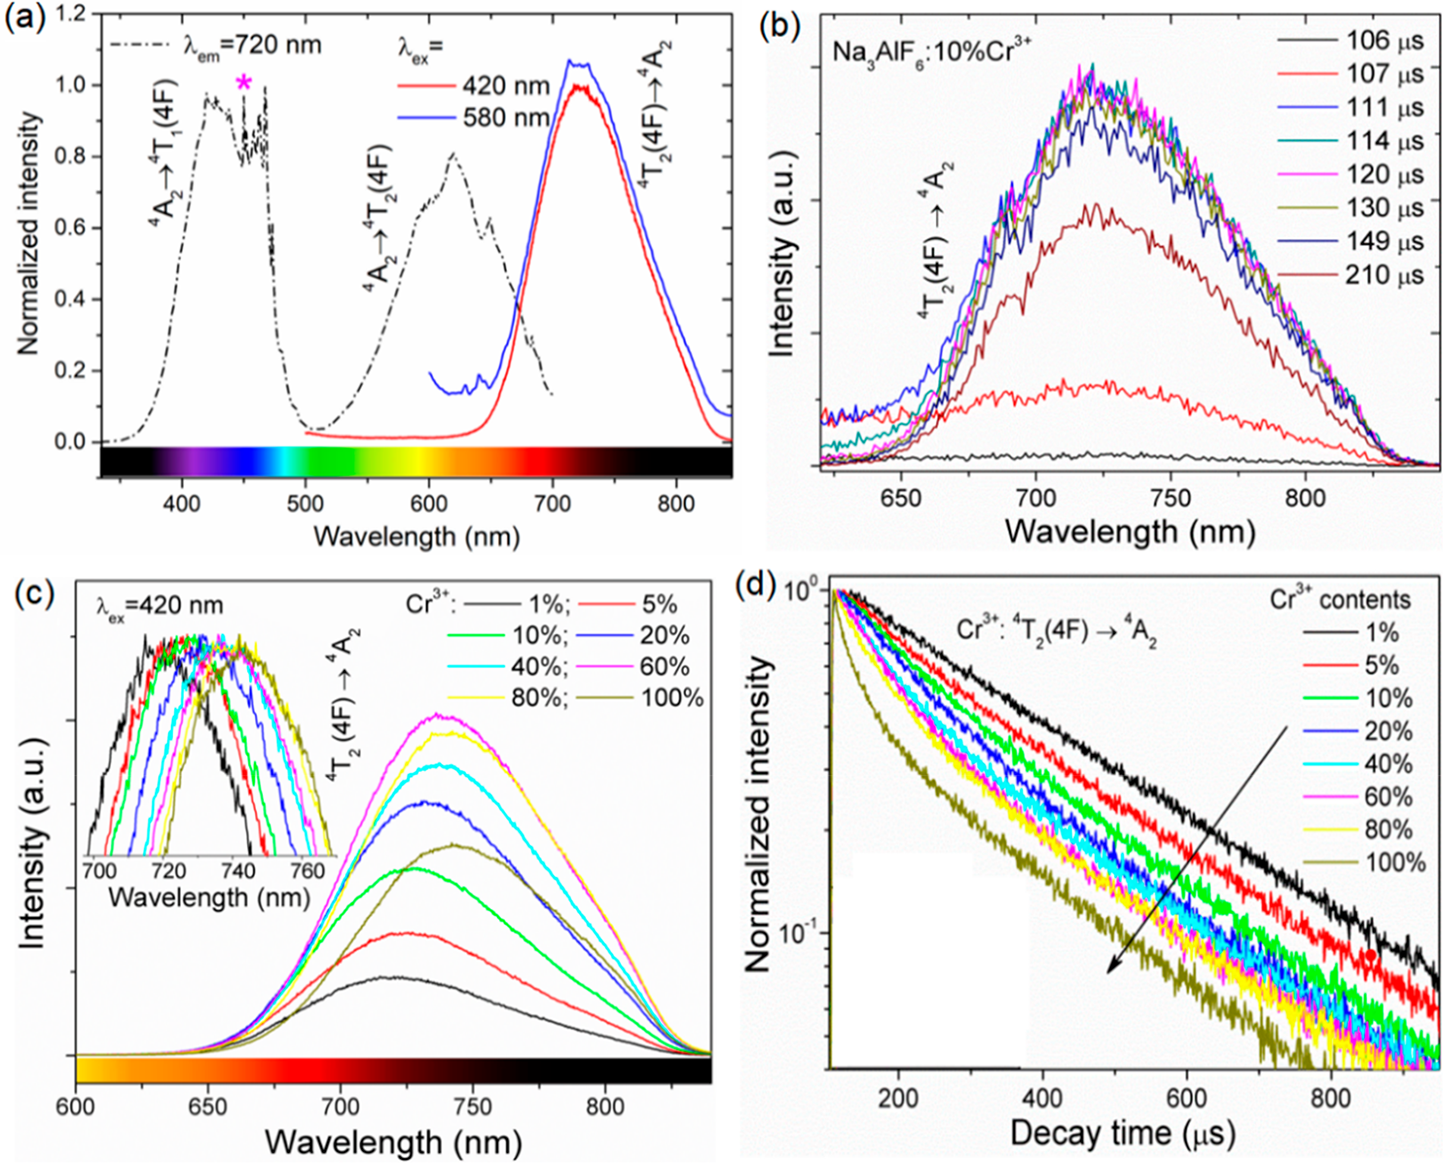 (a)
λem=720 nm
λex=
420 nm
580 nm
*
⁴A₂→⁴T₁(4F)
⁴A₂→⁴T₂(4F)
⁴T₂(4F)→⁴A₂
Normalized intensity
1.2
1.0
0.8
0.6
0.4
0.2
0.0
400 500 600 700 800
Wavelength (nm)
(b)
Na₃AlF₆:10%Cr³⁺
106 μs
107 μs
111 μs
114 μs
120 μs
130 μs
149 μs
210 μs
⁴T₂(4F) → ⁴A₂
Intensity (a.u.)
650 700 750 800
Wavelength (nm)
(c)
λex=420 nm
Cr³⁺: 1%; 5%
10%; 20%
40%; 60%
80%; 100%
⁴T₂ (4F) → ⁴A₂
700 720 740 760
Wavelength (nm)
Intensity (a.u.)
600 650 700 750 800
Wavelength (nm)
(d)
Cr³⁺: ⁴T₂(4F) → ⁴A₂
Cr³⁺ contents
1%
5%
10%
20%
40%
60%
80%
100%
Normalized intensity
10⁰
10⁻¹
200 400 600 800
Decay time (μs)